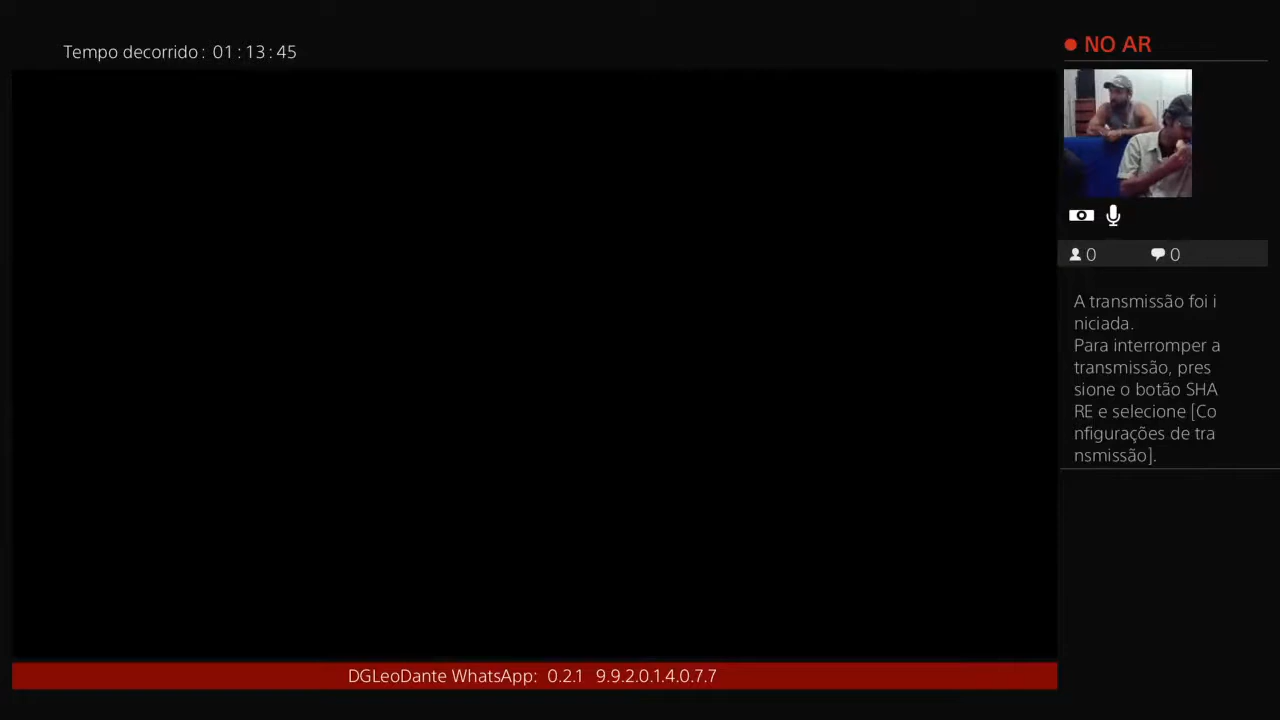 Tempo decorrido: 01:13:45
NO AR
0 0
A transmissão foi i
niciada.
Para interromper a
transmissão, pres
sione o botão SHA
RE e selecione [Co
nfigurações de tra
nsmissão].
DGLeoDante WhatsApp: 0.2.1 9.9.2.0.1.4.0.7.7